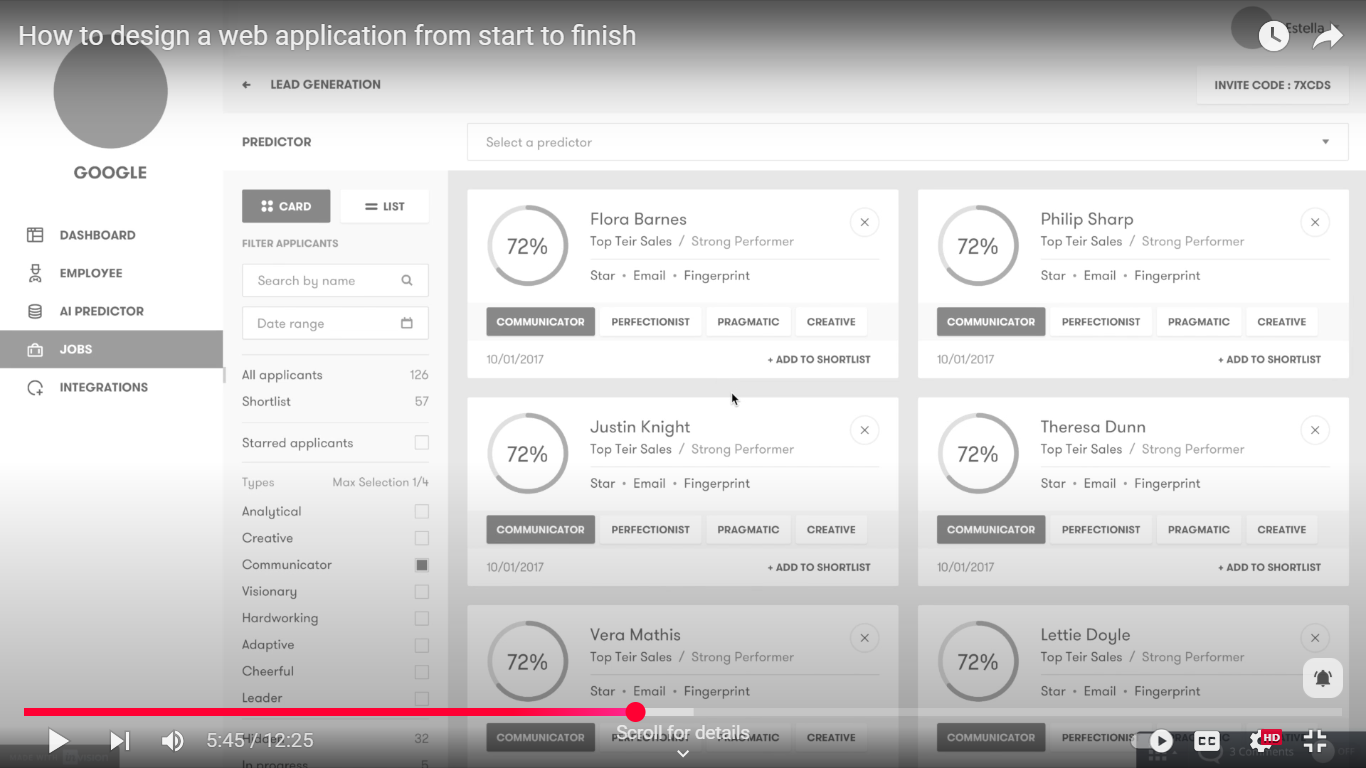 How to design a web application from start to finish
Estella
LEAD GENERATION
INVITE CODE : 7XCDS
GOOGLE
DASHBOARD
EMPLOYEE
AI PREDICTOR
JOBS
INTEGRATIONS
PREDICTOR
Select a predictor
CARD
LIST
FILTER APPLICANTS
Search by name
Date range
All applicants 126
Shortlist 57
Starred applicants
Types Max Selection 1/4
Analytical
Creative
Communicator
Visionary
Hardworking
Adaptive
Cheerful
Leader
Hidden 32
In progress 5
72%
Flora Barnes
Top Teir Sales / Strong Performer
Star • Email • Fingerprint
COMMUNICATOR PERFECTIONIST PRAGMATIC CREATIVE
10/01/2017 + ADD TO SHORTLIST
72%
Philip Sharp
Top Teir Sales / Strong Performer
Star • Email • Fingerprint
COMMUNICATOR PERFECTIONIST PRAGMATIC CREATIVE
10/01/2017 + ADD TO SHORTLIST
72%
Justin Knight
Top Teir Sales / Strong Performer
Star • Email • Fingerprint
COMMUNICATOR PERFECTIONIST PRAGMATIC CREATIVE
10/01/2017 + ADD TO SHORTLIST
72%
Theresa Dunn
Top Teir Sales / Strong Performer
Star • Email • Fingerprint
COMMUNICATOR PERFECTIONIST PRAGMATIC CREATIVE
10/01/2017 + ADD TO SHORTLIST
72%
Vera Mathis
Top Teir Sales / Strong Performer
Star • Email • Fingerprint
COMMUNICATOR PERFECTIONIST PRAGMATIC CREATIVE
72%
Lettie Doyle
Top Teir Sales / Strong Performer
Star • Email • Fingerprint
COMMUNICATOR PERFECTIONIST PRAGMATIC CREATIVE
5:45 / 12:25
Scroll for details
CC
HD
3 Comments
OFF